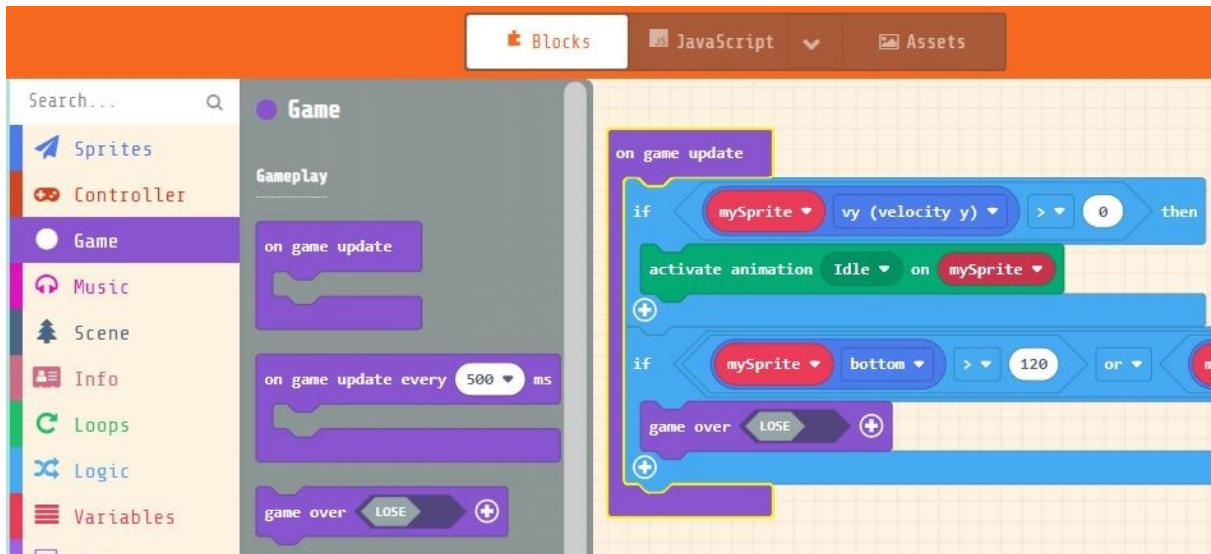 Blocks
JavaScript
Assets
Search...
Sprites
Controller
Game
Music
Scene
Info
Loops
Logic
Variables
Game
Gameplay
on game update
on game update every 500 ms
game over LOSE
on game update
if mySprite vy (velocity y) > 0 then
activate animation Idle on mySprite
if mySprite bottom > 120 or
game over LOSE